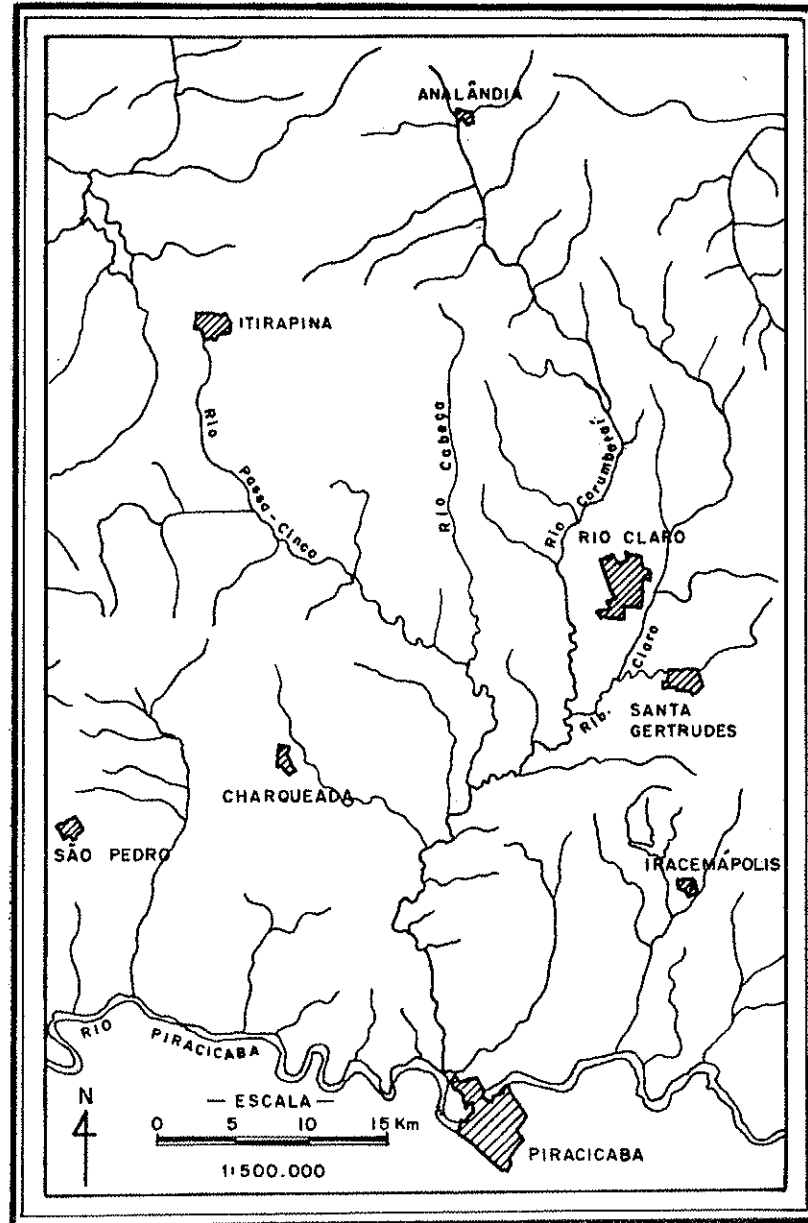 ANALÂNDIA
ITIRAPINA
Rio Passa-Cinco
Rio Cabeça
Rio Corumbataí
RIO CLARO
Rib. Claro
SANTA
GERTRUDES
CHARQUEADA
SÃO PEDRO
IRACEMÁPOLIS
RIO PIRACICABA
N
— ESCALA —
0 5 10 15 Km
1:500.000
PIRACICABA